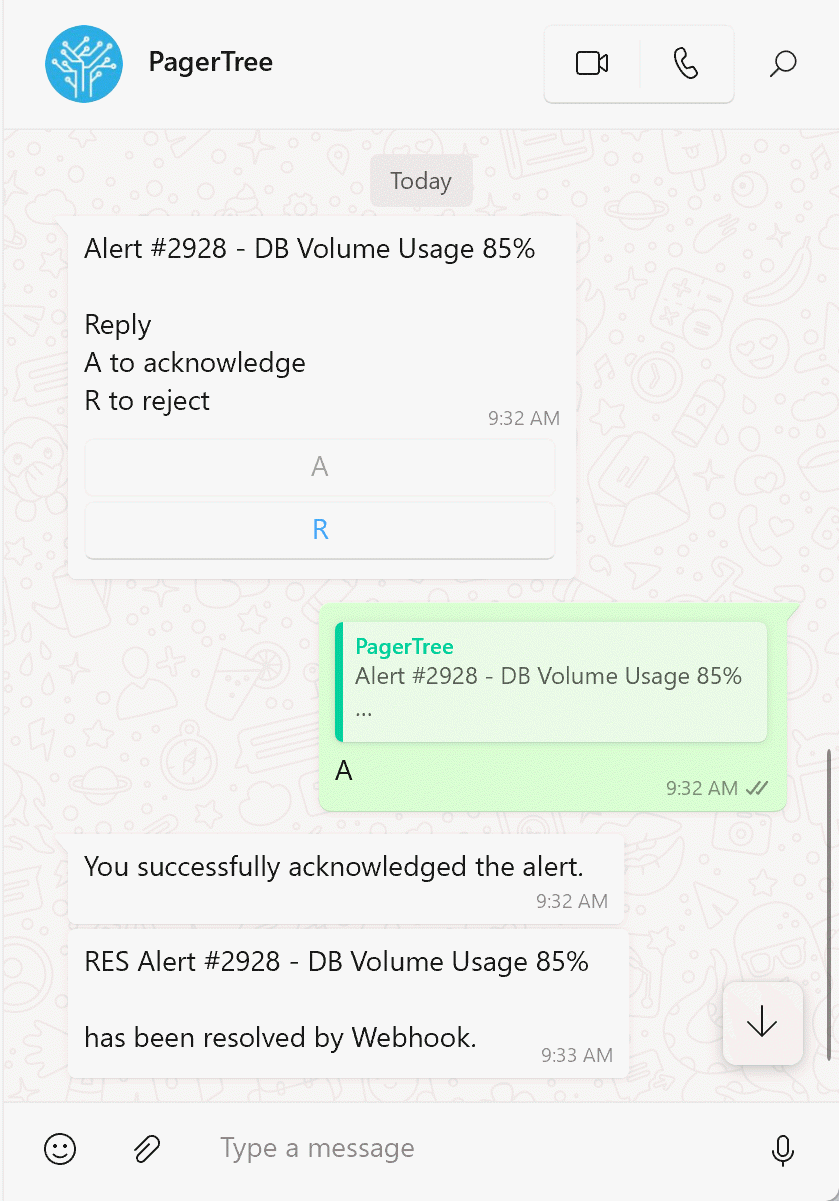 PagerTree
Today
Alert #2928 - DB Volume Usage 85%
Reply
A to acknowledge
R to reject
9:32 AM
A
R
PagerTree
Alert #2928 - DB Volume Usage 85%
...
A
9:32 AM
You successfully acknowledged the alert.
9:32 AM
RES Alert #2928 - DB Volume Usage 85%
has been resolved by Webhook.
9:33 AM
Type a message